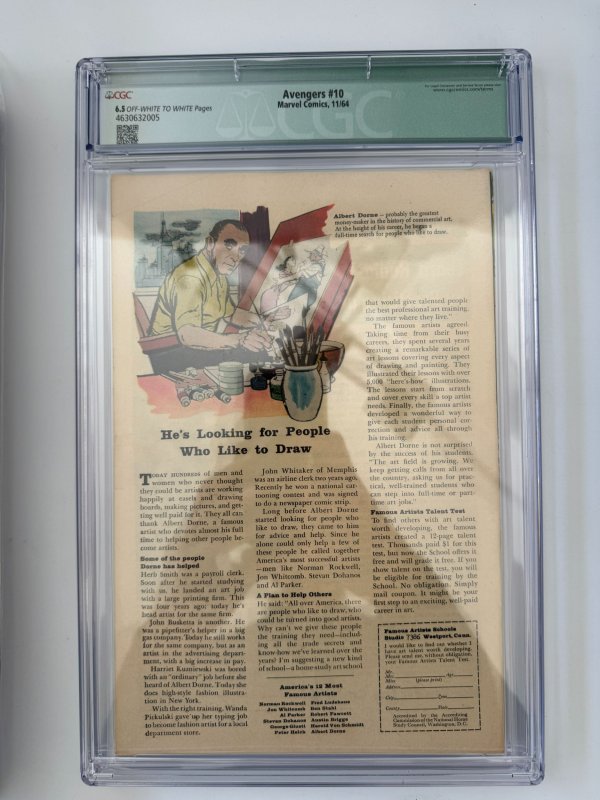 CGC
6.5 OFF-WHITE TO WHITE Pages
4630632005
Avengers #10
Marvel Comics, 11/64
CGC
www.cgccomics.com/terms
Albert Dorne – probably the greatest
money-maker in the history of commercial art.
At the height of his career, he began a
full-time search for people who like to draw.
He's Looking for People
Who Like to Draw
TODAY HUNDREDS of men and
women who never thought
they could be artists are working
happily at easels and drawing
boards, making pictures, and get-
ting well paid for it. They all can
thank Albert Dorne, a famous
artist who devotes almost his full
time to helping other people be-
come artists.
Some of the people
Dorne has helped
Herb Smith was a payroll clerk.
Soon after he started studying
with us, he landed an art job
with a large printing firm. This
was four years ago; today he's
head artist for the same firm.
John Busketta is another. He
was a pipefitter's helper in a big
gas company. Today he still works
for the same company, but as an
artist in the advertising depart-
ment, with a big increase in pay.
Harriet Kuzniewski was bored
with an "ordinary" job before she
heard of Albert Dorne. Today she
does high-style fashion illustra-
tion in New York.
With the right training, Wanda
Pickulski gave up her typing job
to become fashion artist for a local
department store.
John Whitaker of Memphis
was an airline clerk two years ago.
Recently he won a national car-
tooning contest and was signed
to do a newspaper comic strip.
Long before Albert Dorne
started looking for people who
like to draw, they came to him
for advice and help. Since he
alone could only help a few of
these people he called together
America's most successful artists
–men like Norman Rockwell,
Jon Whitcomb, Stevan Dohanos
and Al Parker.
A Plan to Help Others
He said: "All over America, there
are people who like to draw, who
could be turned into good artists.
Why can't we give these people
the training they need–includ-
ing all the trade secrets and
know-how we've learned over the
years? I'm suggesting a new kind
of school–a home-study art school
America's 12 Most
Famous Artists
Norman Rockwell Fred Ludekens
Jon Whitcomb Ben Stahl
Al Parker Robert Fawcett
Stevan Dohanos Austin Briggs
George Giusti Harold Von Schmidt
Peter Helck Albert Dorne
that would give talented people
the best professional art training,
no matter where they live."
The famous artists agreed.
Taking time from their busy
careers, they spent several years
creating a remarkable series of
art lessons covering every aspect
of drawing and painting. They
illustrated their lessons with over
5,000 "here's-how" illustrations.
The lessons start from scratch
and cover every skill a top artist
needs. Finally, the famous artists
developed a wonderful way to
give each student personal cor-
rection and advice all through
his training.
Albert Dorne is not surprised
by the success of his students.
"The art field is growing. We
keep getting calls from all over
the country, asking us for prac-
tical, well-trained students who
can step into full-time or part-
time art jobs."
Famous Artists Talent Test
To find others with art talent
worth developing, the famous
artists created a 12-page talent
test. Thousands paid $1 for this
test, but now the School offers it
free and will grade it free. If you
show talent on the test, you will
be eligible for training by the
School. No obligation. Simply
mail coupon. It might be your
first step to an exciting, well-paid
career in art.
Famous Artists Schools
Studio 7306 Westport, Conn.
I would like to find out whether I
have art talent worth developing.
Please send me, without obligation,
your Famous Artists Talent Test.
Mr.
Mrs. Age
Miss (please print)
Address
City Zone
County State
Accredited by the Accrediting
Commission of the National Home
Study Council, Washington, D.C.